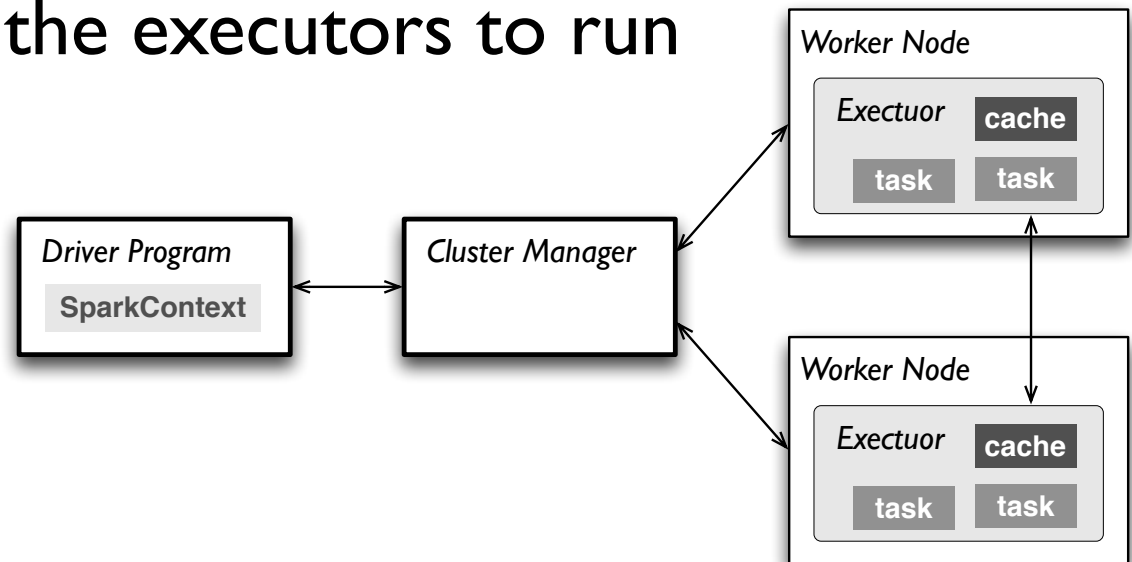 the executors to run
Driver Program
SparkContext
Cluster Manager
Worker Node
Exectuor
cache
task
task
Worker Node
Exectuor
cache
task
task